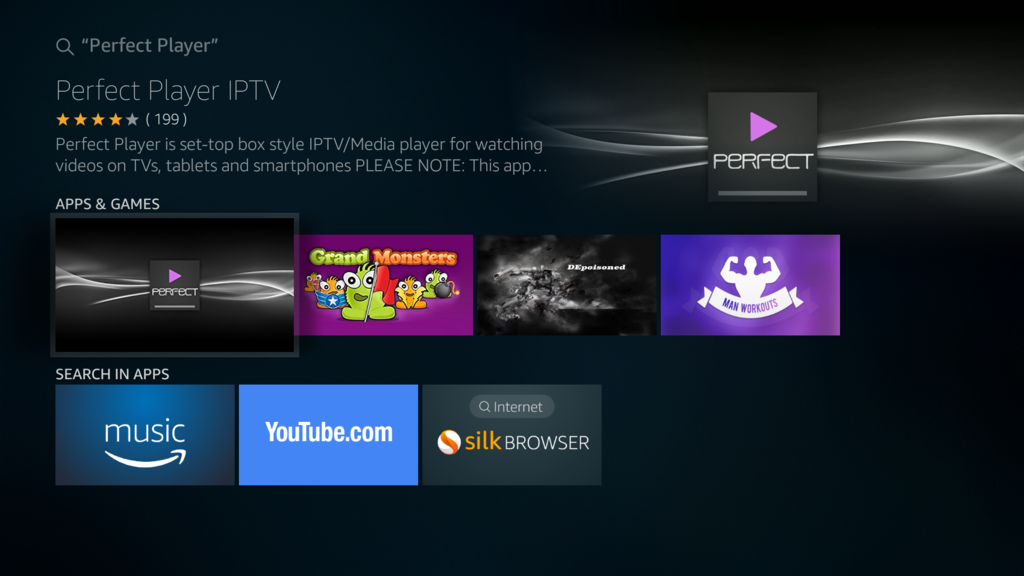 “Perfect Player”
Perfect Player IPTV
( 199 )
Perfect Player is set-top box style IPTV/Media player for watching
videos on TVs, tablets and smartphones PLEASE NOTE: This app...
PERFECT
APPS & GAMES
PERFECT
Grand Monsters
DEpoisoned
MAN WORKOUTS
SEARCH IN APPS
music
YouTube.com
Internet
silk BROWSER